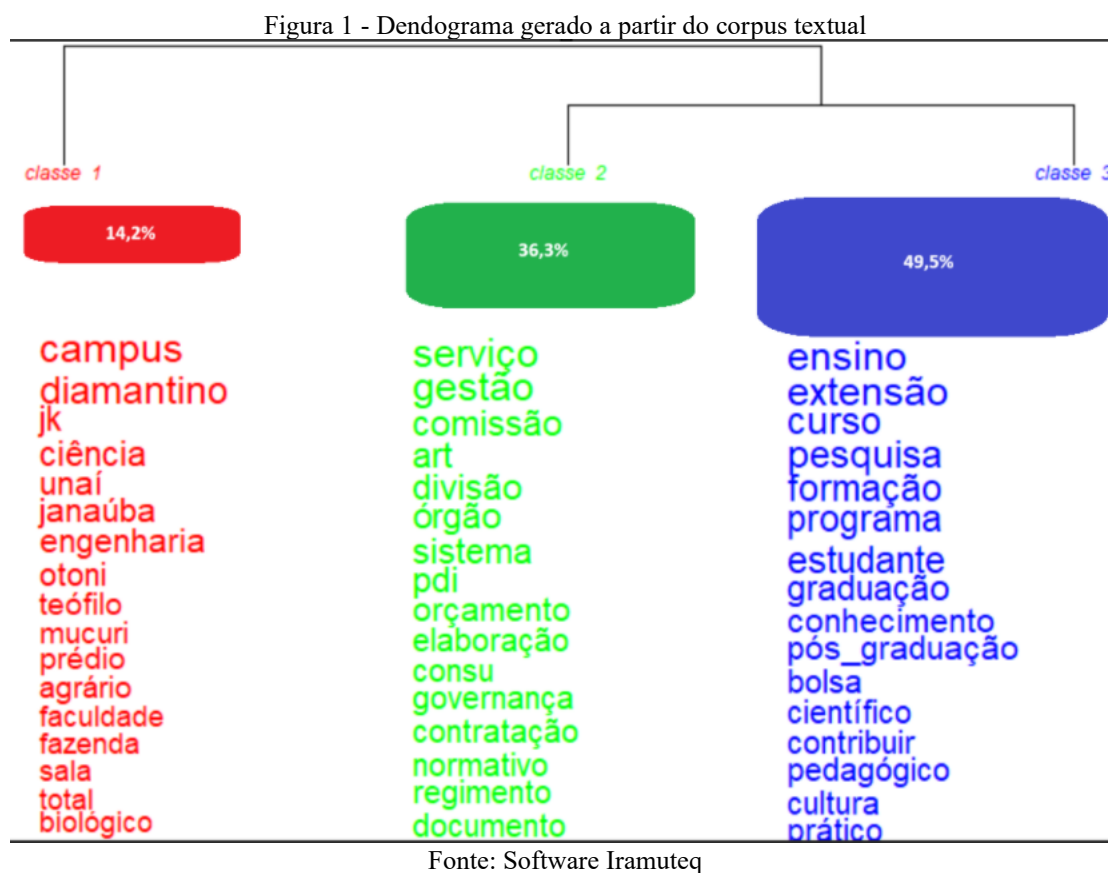 Figura 1 - Dendograma gerado a partir do corpus textual
classe 1
classe 2
classe 3
14,2%
36,3%
49,5%
campus
diamantino
jk
ciência
unaí
janaúba
engenharia
otoni
teófilo
mucuri
prédio
agrário
faculdade
fazenda
sala
total
biológico
serviço
gestão
comissão
art
divisão
órgão
sistema
pdi
orçamento
elaboração
consu
governança
contratação
normativo
regimento
documento
ensino
extensão
curso
pesquisa
formação
programa
estudante
graduação
conhecimento
pós_graduação
bolsa
científico
contribuir
pedagógico
cultura
prático
Fonte: Software Iramuteq